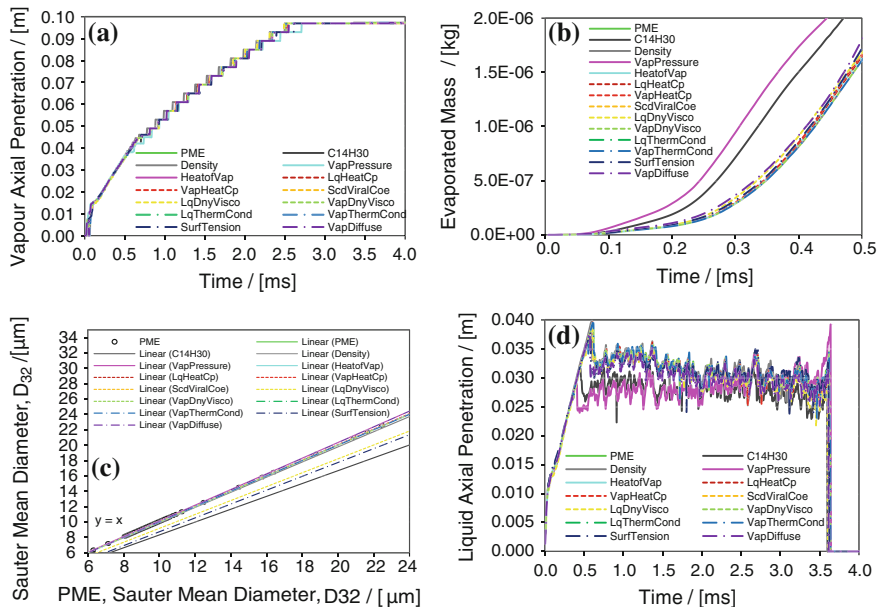 (a)
Vapour Axial Penetration / [m]
0.10
0.09
0.08
0.07
0.06
0.05
0.04
0.03
0.02
0.01
0.00
PME
C14H30
Density
VapPressure
HeatofVap
LqHeatCp
VapHeatCp
ScdViralCoe
LqDnyVisco
VapDnyVisco
LqThermCond
VapThermCond
SurfTension
VapDiffuse
0.0 0.5 1.0 1.5 2.0 2.5 3.0 3.5 4.0
Time / [ms]
(b)
Evaporated Mass / [kg]
2.0E-06
1.5E-06
1.0E-06
5.0E-07
0.0E+00
PME
C14H30
Density
VapPressure
HeatofVap
LqHeatCp
VapHeatCp
ScdViralCoe
LqDnyVisco
VapDnyVisco
LqThermCond
VapThermCond
SurfTension
VapDiffuse
0.0 0.1 0.2 0.3 0.4 0.5
Time / [ms]
(c)
Sauter Mean Diameter, D32 /[µm]
34
32
30
28
26
24
22
20
18
16
14
12
10
8
6
PME
Linear (PME)
Linear (C14H30)
Linear (Density)
Linear (VapPressure)
Linear (HeatofVap)
Linear (LqHeatCp)
Linear (VapHeatCp)
Linear (ScdViralCoe)
Linear (LqDnyVisco)
Linear (VapDnyVisco)
Linear (LqThermCond)
Linear (VapThermCond)
Linear (SurfTension)
Linear (VapDiffuse)
y = x
6 8 10 12 14 16 18 20 22 24
PME, Sauter Mean Diameter, D32 / [ µm]
(d)
Liquid Axial Penetration / [m]
0.040
0.035
0.030
0.025
0.020
0.015
0.010
0.005
0.000
PME
C14H30
Density
VapPressure
HeatofVap
LqHeatCp
VapHeatCp
ScdViralCoe
LqDnyVisco
VapDnyVisco
LqThermCond
VapThermCond
SurfTension
VapDiffuse
0.0 0.5 1.0 1.5 2.0 2.5 3.0 3.5 4.0
Time / [ms]